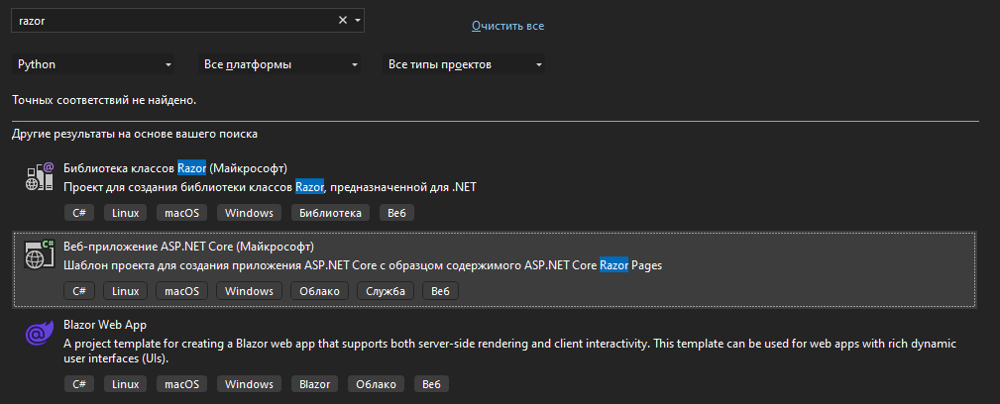 razor
Очистить все
Python
Все платформы
Все типы проектов
Точных соответствий не найдено.
Другие результаты на основе вашего поиска
Библиотека классов Razor (Майкрософт)
Проект для создания библиотеки классов Razor, предназначенной для .NET
C# Linux macOS Windows Библиотека Веб
Веб-приложение ASP.NET Core (Майкрософт)
Шаблон проекта для создания приложения ASP.NET Core с образцом содержимого ASP.NET Core Razor Pages
C# Linux macOS Windows Облако Служба Веб
Blazor Web App
A project template for creating a Blazor web app that supports both server-side rendering and client interactivity. This template can be used for web apps with rich dynamic
user interfaces (UIs).
C# Linux macOS Windows Blazor Облако Веб